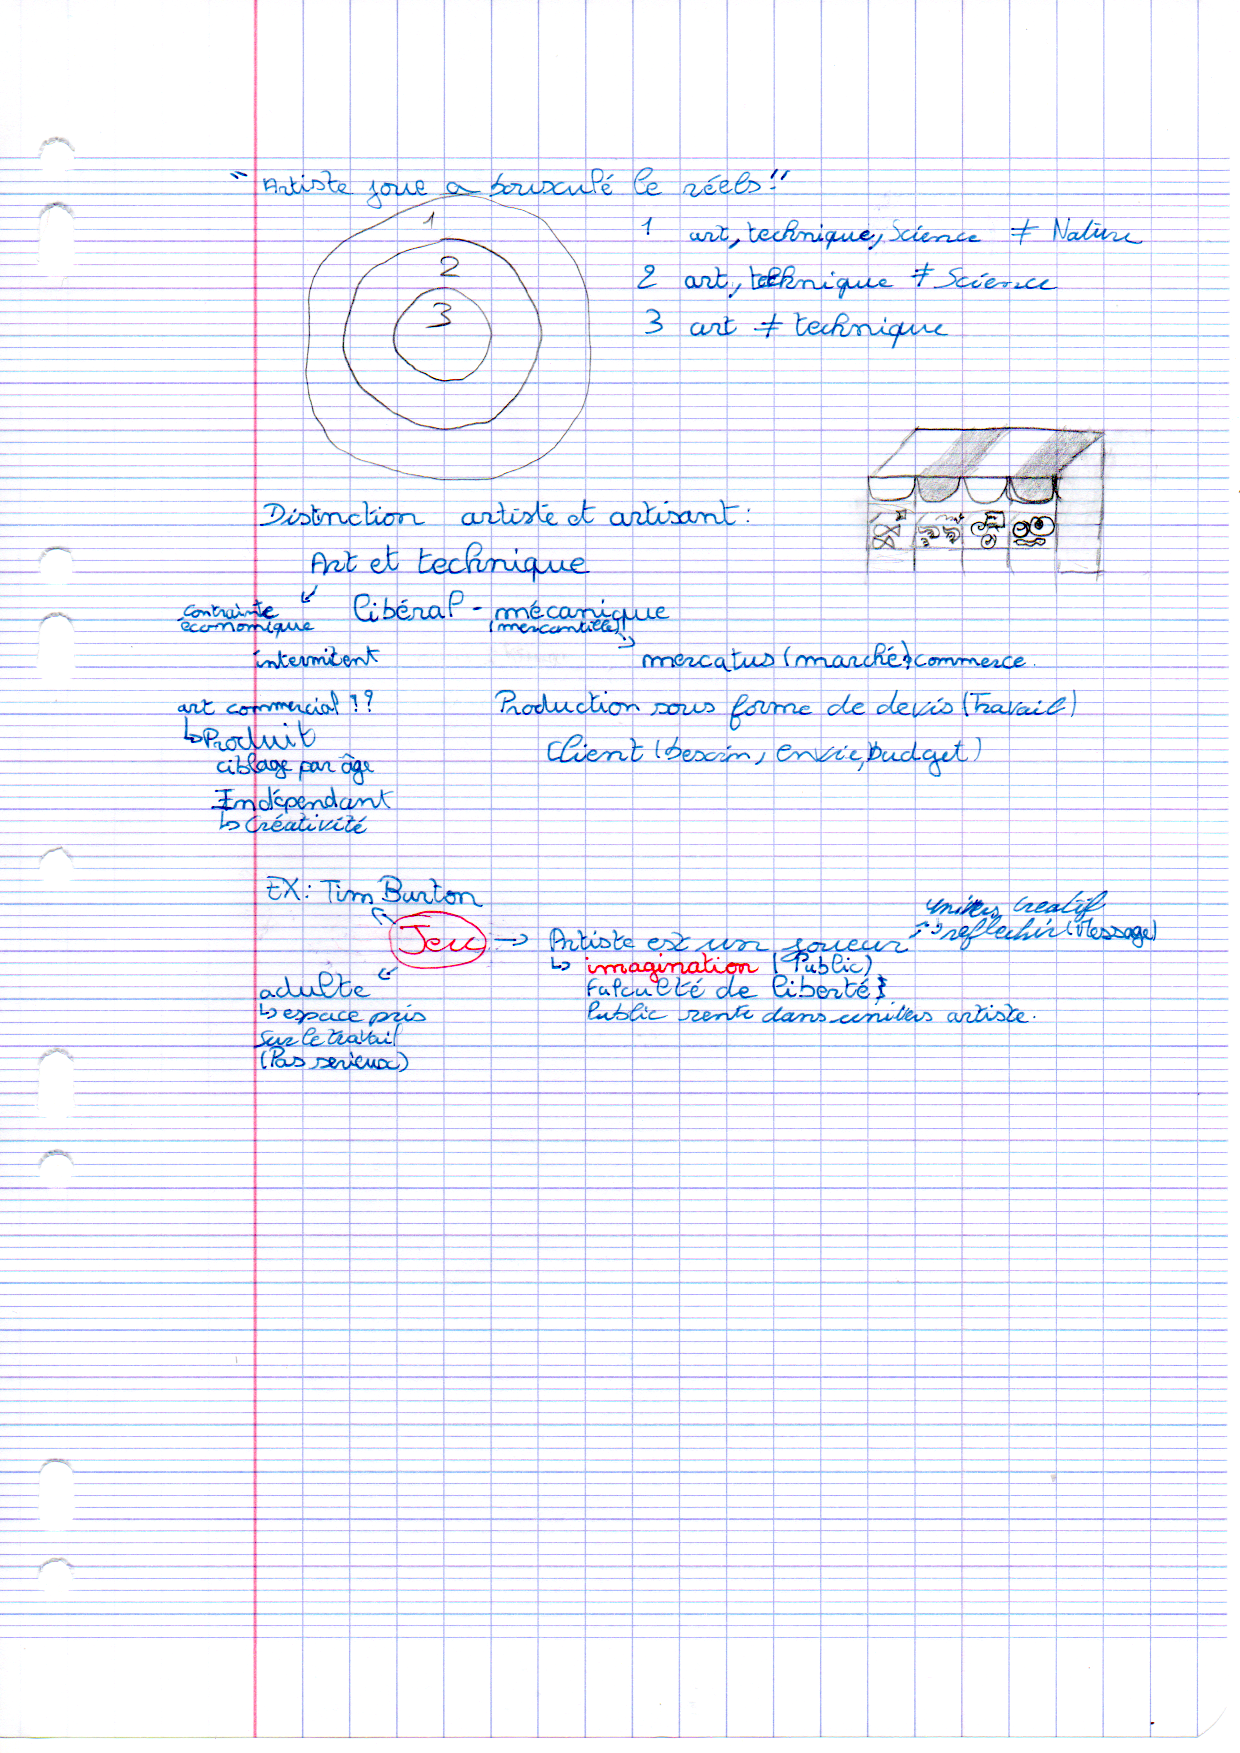 "Artiste joue a bousculé le réels!"
1
2
3
1 art, technique, Science ≠ Nature
2 art, technique ≠ Science
3 art ≠ technique
Distinction artiste et artisant:
Art et technique
contrainte économique
libéral - mécanique
(mercantille)
intermitent
mercatus (marché) commerce.
art commercial !?
↳ Produit
ciblage par âge
Indépendant
↳ Créativité
Production sous forme de devis (Travail)
Client (besoin, envie, budget)
EX: Tim Burton
Jeu → Artiste est un joueur
univers creatif
reflechir (Message)
↳ imagination (Public)
adulte
↳ espace pris
sur le travail
(Pas serieux)
Falculté de liberté
Public rente dans univers artiste.